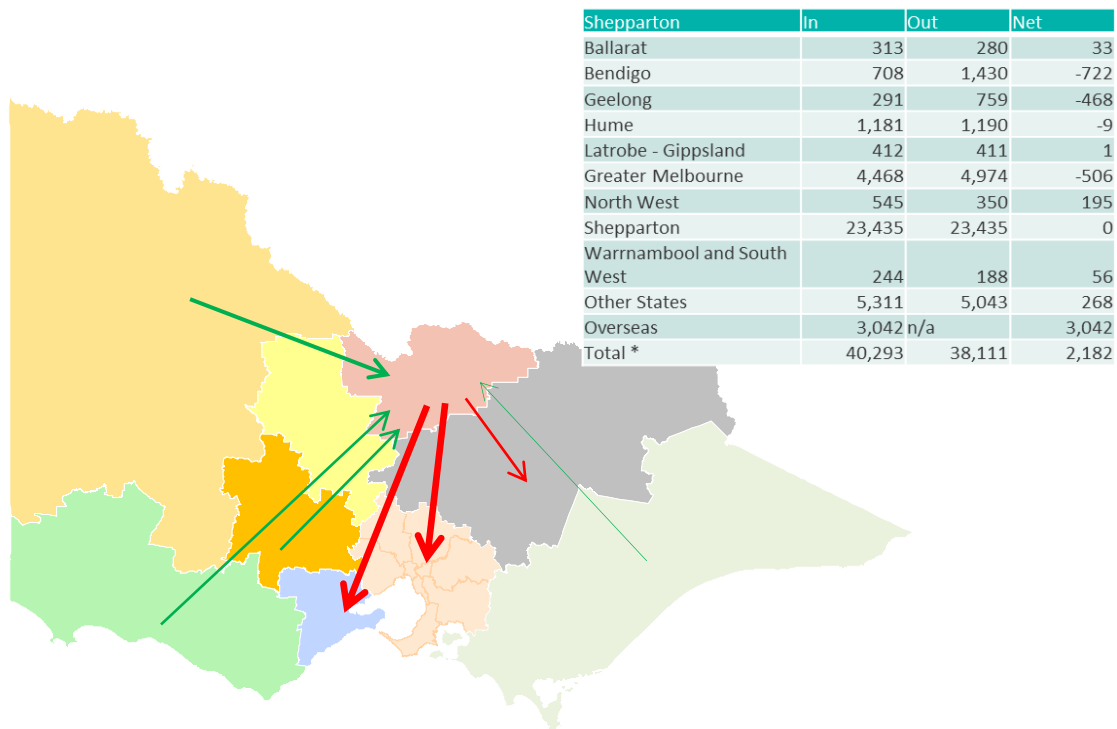 Shepparton In Out Net
Ballarat 313 280 33
Bendigo 708 1,430 -722
Geelong 291 759 -468
Hume 1,181 1,190 -9
Latrobe - Gippsland 412 411 1
Greater Melbourne 4,468 4,974 -506
North West 545 350 195
Shepparton 23,435 23,435 0
Warrnambool and South
West 244 188 56
Other States 5,311 5,043 268
Overseas 3,042 n/a 3,042
Total * 40,293 38,111 2,182